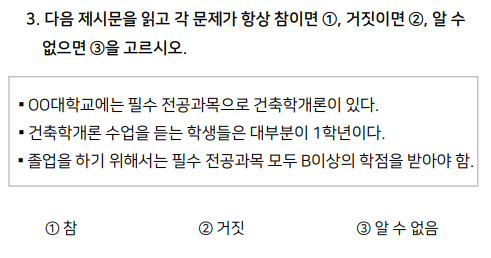 3. 다음 제시문을 읽고 각 문제가 항상 참이면 ①, 거짓이면 ②, 알 수
없으면 ③을 고르시오.
▪ OO대학교에는 필수 전공과목으로 건축학개론이 있다.
▪ 건축학개론 수업을 듣는 학생들은 대부분이 1학년이다.
▪ 졸업을 하기 위해서는 필수 전공과목 모두 B이상의 학점을 받아야 함.
① 참 ② 거짓 ③ 알 수 없음